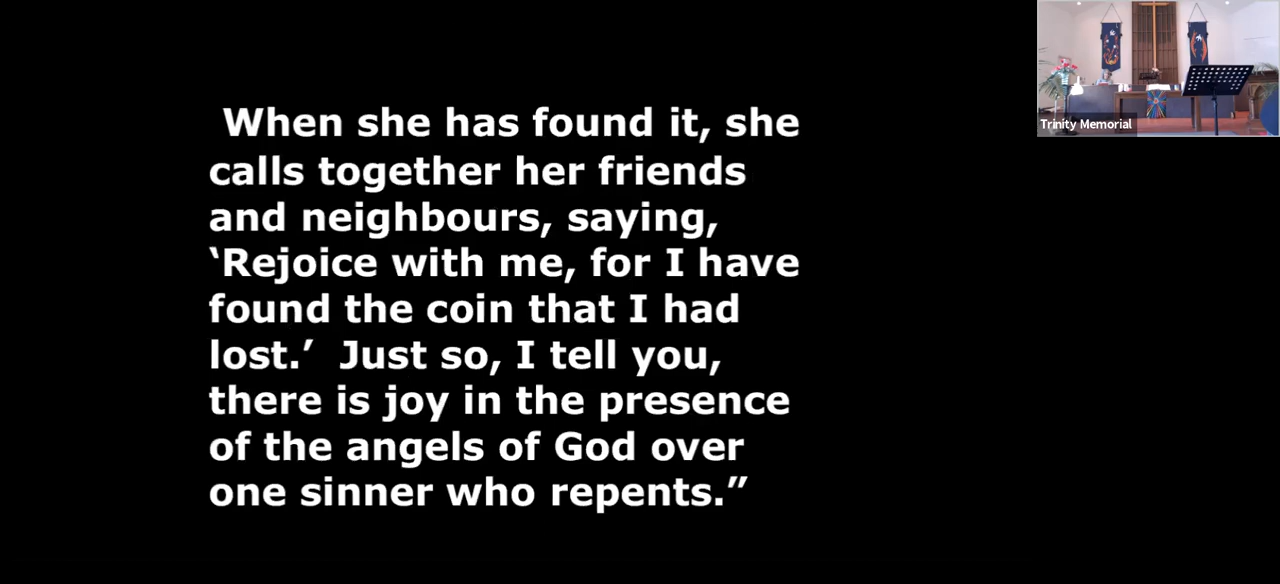 When she has found it, she
calls together her friends
and neighbours, saying,
‘Rejoice with me, for I have
found the coin that I had
lost.’ Just so, I tell you,
there is joy in the presence
of the angels of God over
one sinner who repents.”
Trinity Memorial